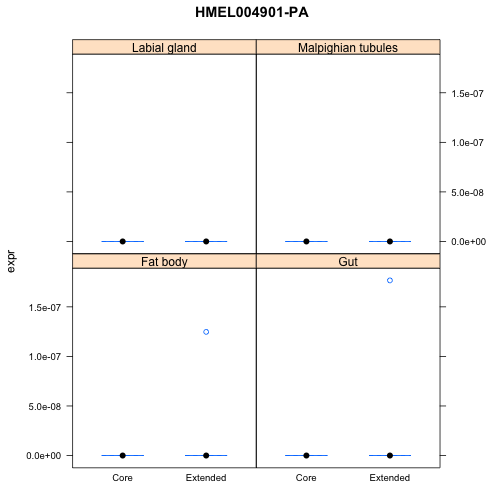 HMEL004901-PA
Labial gland Malpighian tubules
1.5e-07
1.0e-07
5.0e-08
0.0e+00
expr
Fat body Gut
1.5e-07
1.0e-07
5.0e-08
0.0e+00
Core Extended Core Extended